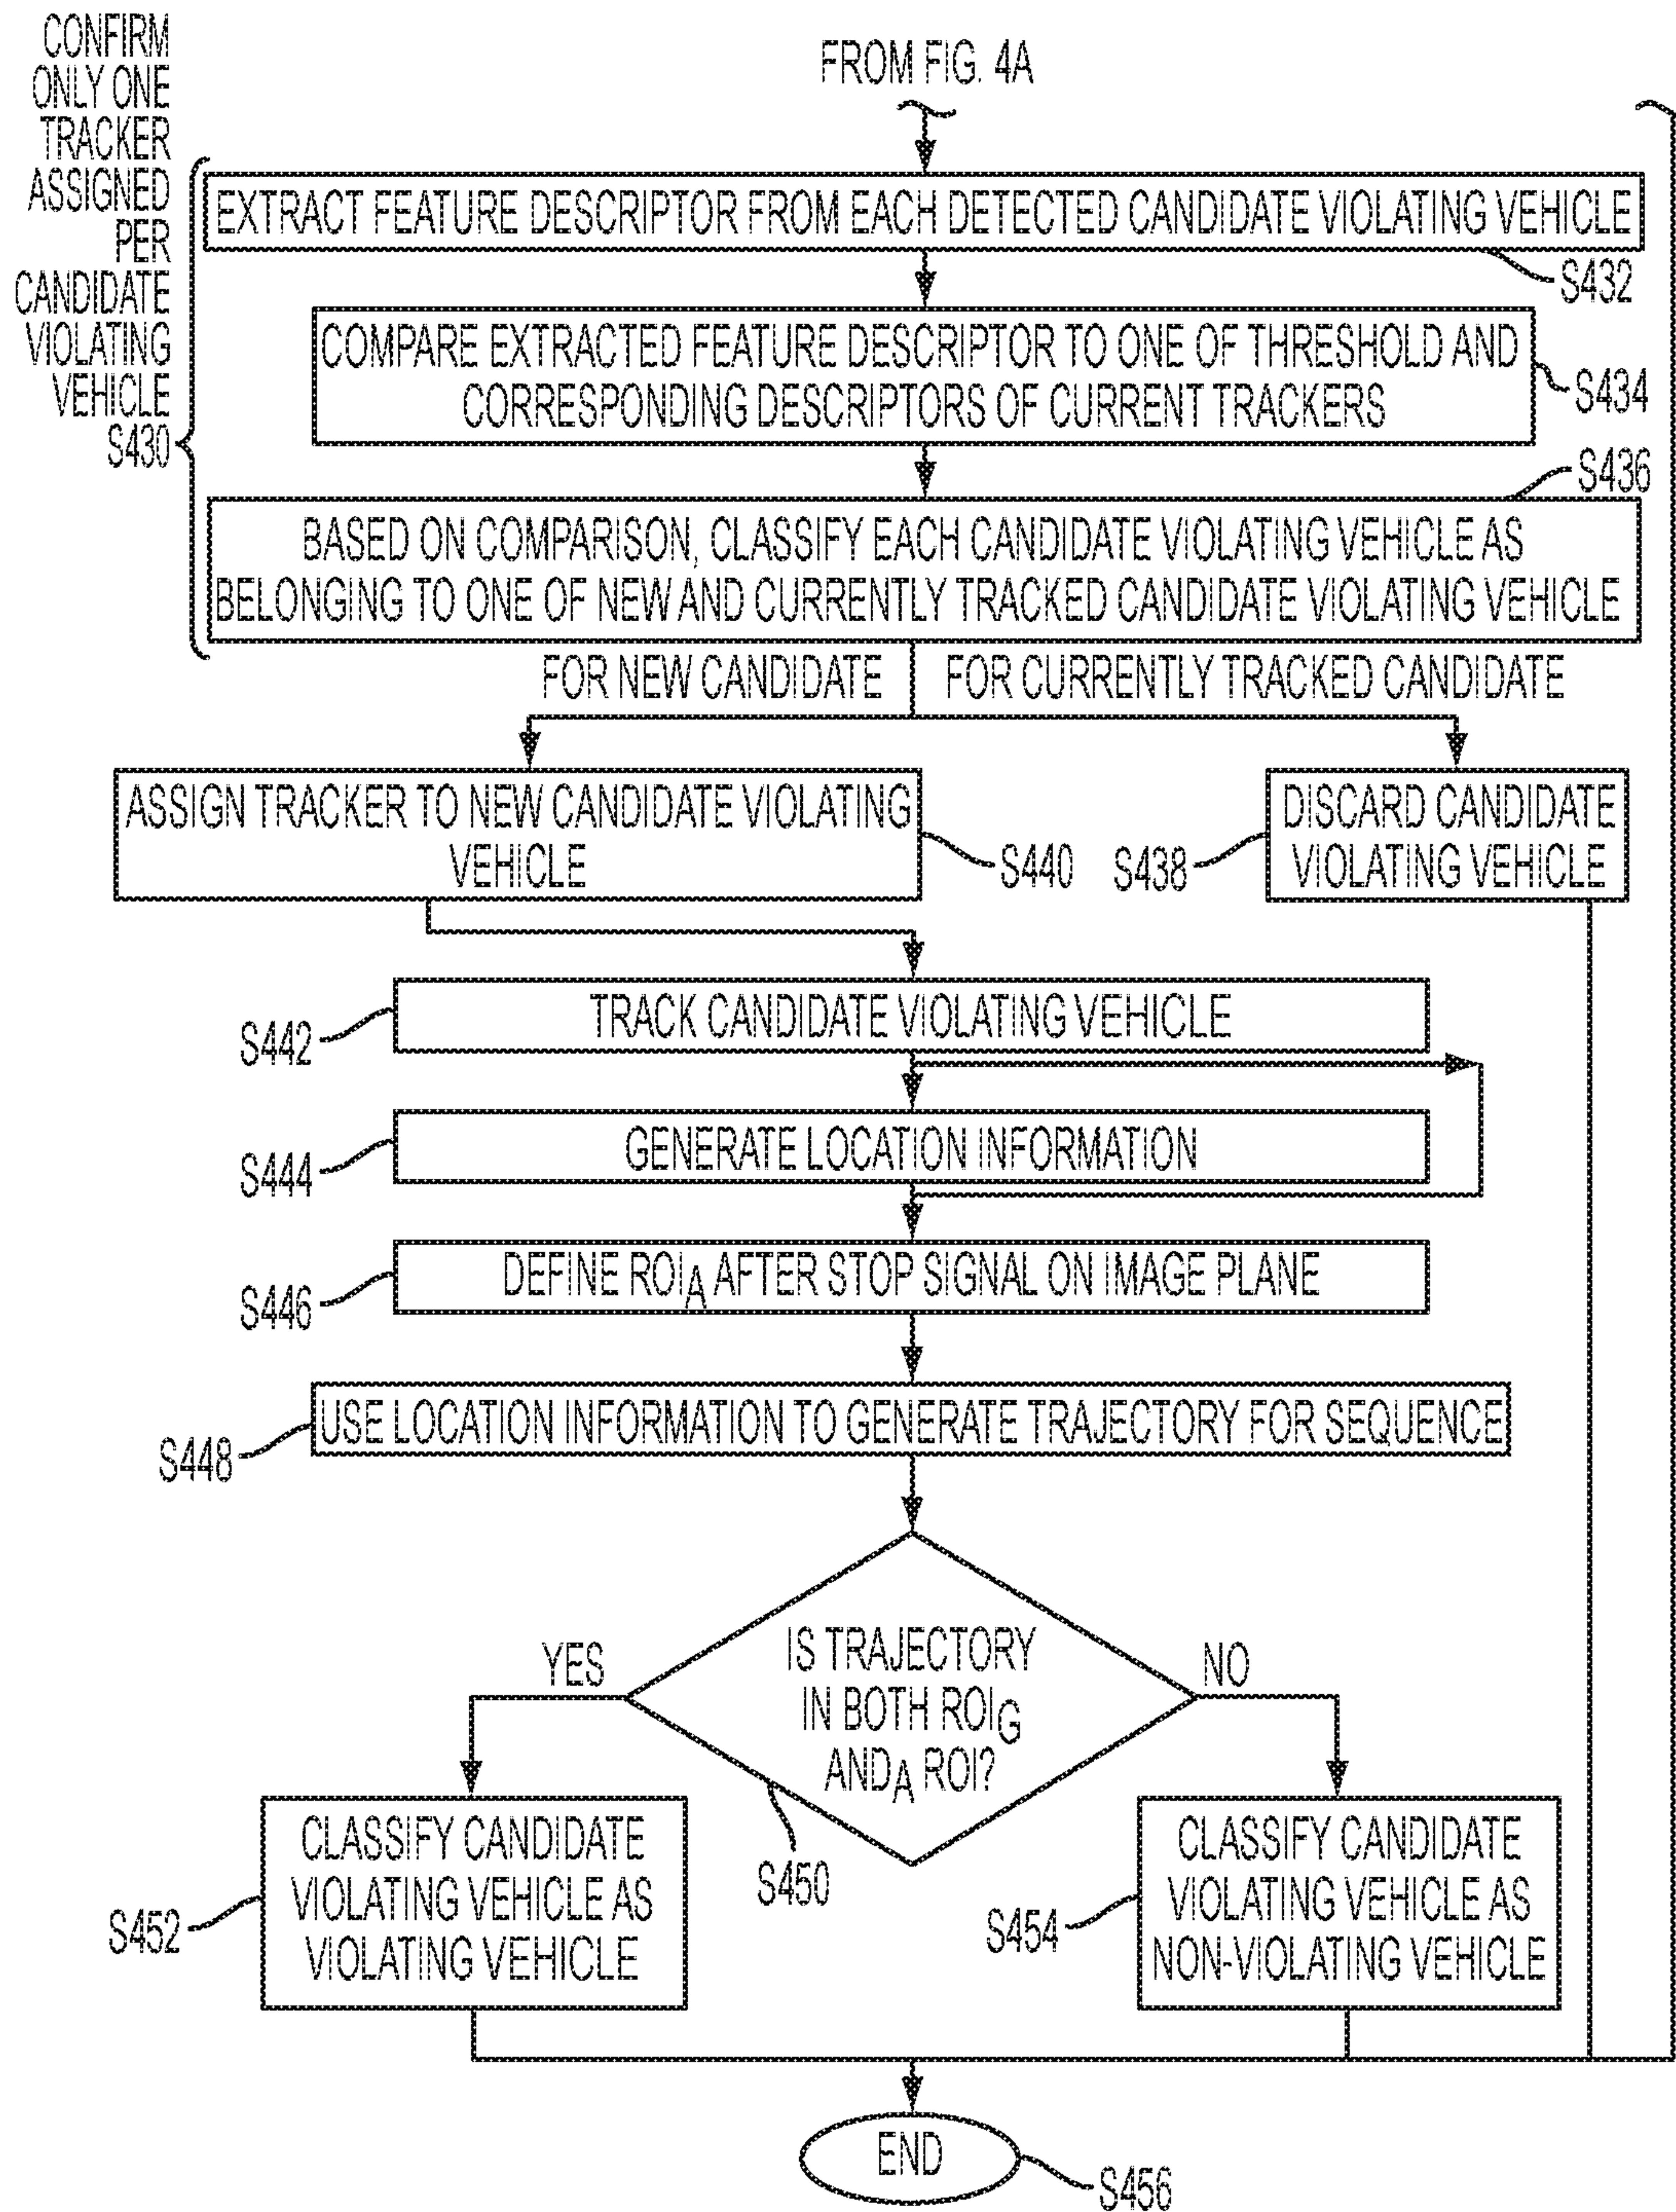 CONFIRM
ONLY ONE
TRACKER
ASSIGNED
PER
CANDIDATE
VIOLATING
VEHICLE
S430
FROM FIG. 4A
EXTRACT FEATURE DESCRIPTOR FROM EACH DETECTED CANDIDATE VIOLATING VEHICLE
S432
COMPARE EXTRACTED FEATURE DESCRIPTOR TO ONE OF THRESHOLD AND
CORRESPONDING DESCRIPTORS OF CURRENT TRACKERS
S434
S436
BASED ON COMPARISON, CLASSIFY EACH CANDIDATE VIOLATING VEHICLE AS
BELONGING TO ONE OF NEW AND CURRENTLY TRACKED CANDIDATE VIOLATING VEHICLE
FOR NEW CANDIDATE
FOR CURRENTLY TRACKED CANDIDATE
ASSIGN TRACKER TO NEW CANDIDATE VIOLATING
VEHICLE
S440
S438
DISCARD CANDIDATE
VIOLATING VEHICLE
TRACK CANDIDATE VIOLATING VEHICLE
S442
GENERATE LOCATION INFORMATION
S444
DEFINE ROIA AFTER STOP SIGNAL ON IMAGE PLANE
S446
USE LOCATION INFORMATION TO GENERATE TRAJECTORY FOR SEQUENCE
S448
YES
IS TRAJECTORY
IN BOTH ROIG
ANDA ROI?
NO
S450
CLASSIFY CANDIDATE
VIOLATING VEHICLE AS
VIOLATING VEHICLE
S452
CLASSIFY CANDIDATE
VIOLATING VEHICLE AS
NON-VIOLATING VEHICLE
S454
END
S456